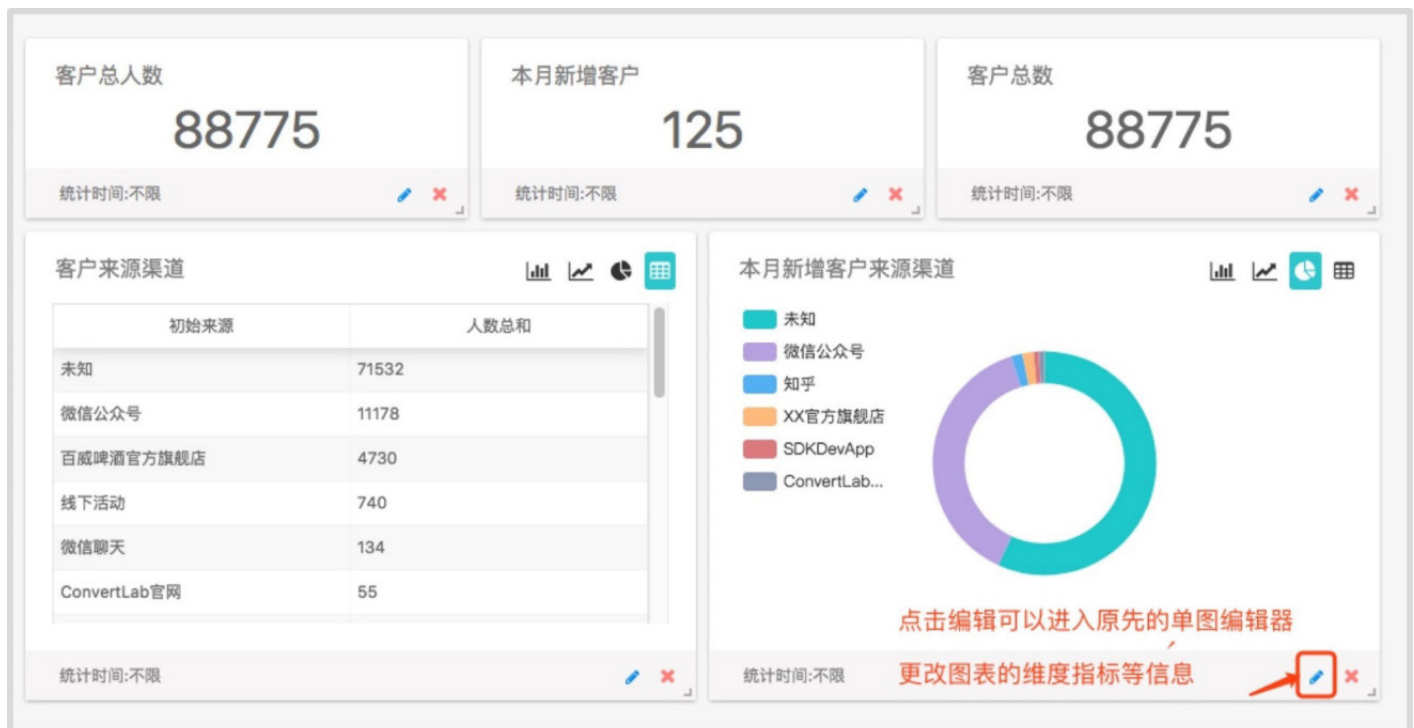 客户总人数
88775
统计时间:不限
本月新增客户
125
统计时间:不限
客户总数
88775
统计时间:不限
客户来源渠道
初始来源 人数总和
未知 71532
微信公众号 11178
百威啤酒官方旗舰店 4730
线下活动 740
微信聊天 134
ConvertLab官网 55
统计时间:不限
本月新增客户来源渠道
未知
微信公众号
知乎
XX官方旗舰店
SDKDevApp
ConvertLab...
点击编辑可以进入原先的单图编辑器
更改图表的维度指标等信息
统计时间:不限